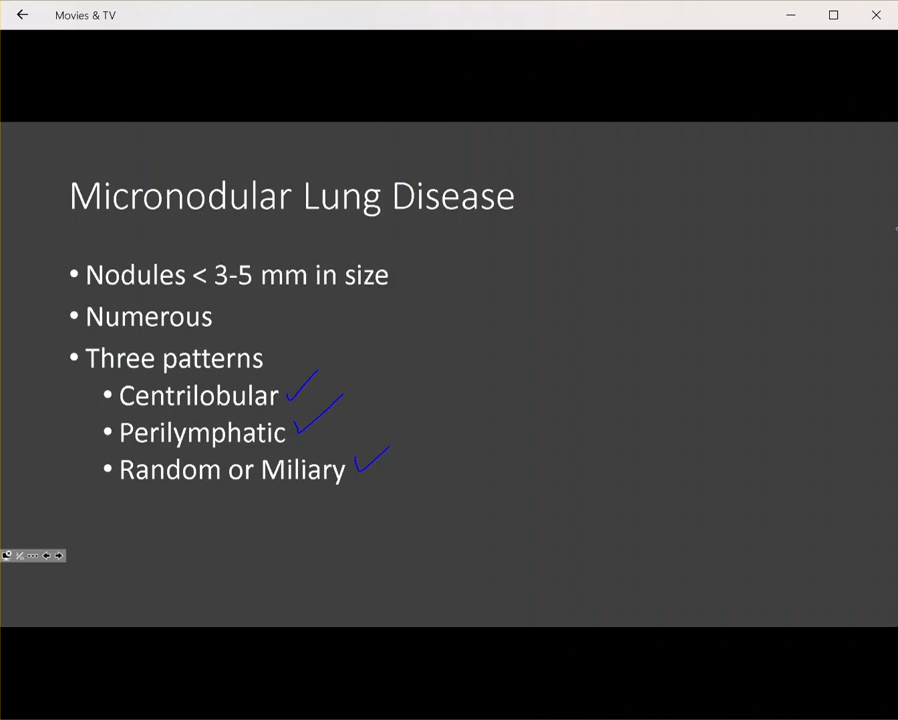 Movies & TV
Micronodular Lung Disease
• Nodules < 3-5 mm in size
• Numerous
• Three patterns
• Centrilobular
• Perilymphatic
• Random or Miliary